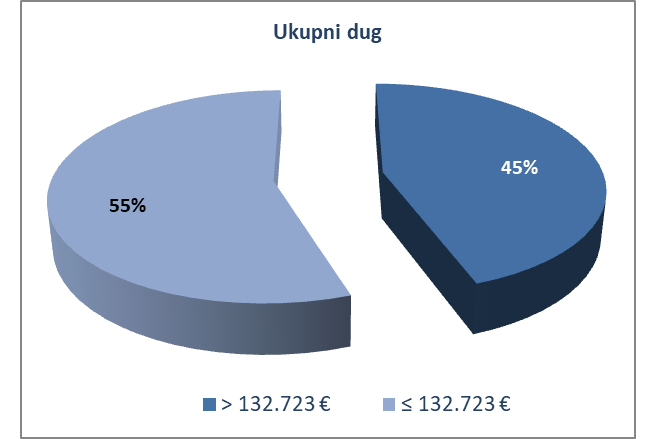 Ukupni dug
45%
55%
> 132.723 € ≤ 132.723 €